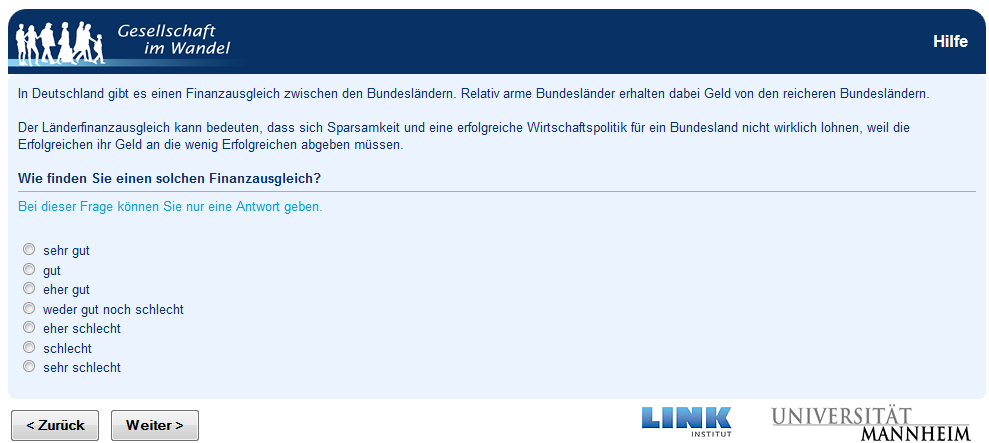 Gesellschaft
im Wandel
Hilfe
In Deutschland gibt es einen Finanzausgleich zwischen den Bundesländern. Relativ arme Bundesländer erhalten dabei Geld von den reicheren Bundesländern.
Der Länderfinanzausgleich kann bedeuten, dass sich Sparsamkeit und eine erfolgreiche Wirtschaftspolitik für ein Bundesland nicht wirklich lohnen, weil die
Erfolgreichen ihr Geld an die wenig Erfolgreichen abgeben müssen.
Wie finden Sie einen solchen Finanzausgleich?
Bei dieser Frage können Sie nur eine Antwort geben.
sehr gut
gut
eher gut
weder gut noch schlecht
eher schlecht
schlecht
sehr schlecht
< Zurück
Weiter >
LINK
INSTITUT
UNIVERSITÄT
MANNHEIM